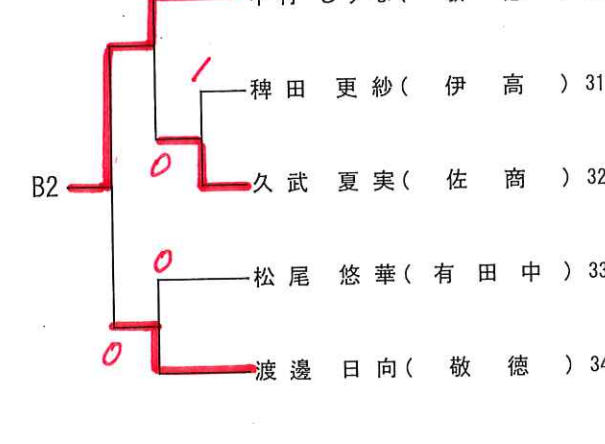 稗田 更紗(伊高)31
久武 夏実(佐商)32
松尾 悠華(有田中)33
渡邊 日向(敬徳)34
B2
1
0
0
0